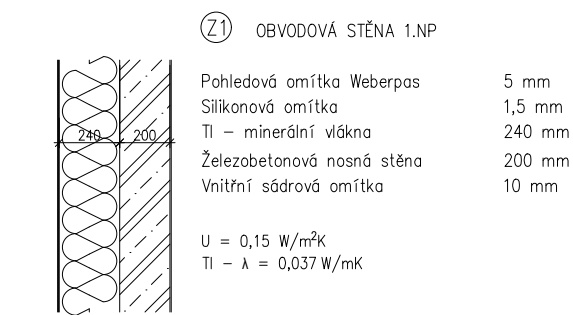 Z1 OBVODOVÁ STĚNA 1.NP
Pohledová omítka Weberpas 5 mm
Silikonová omítka 1,5 mm
TI – minerální vlákna 240 mm
Železobetonová nosná stěna 200 mm
Vnitřní sádrová omítka 10 mm
240 200
U = 0,15 W/m²K
TI – λ = 0,037 W/mK